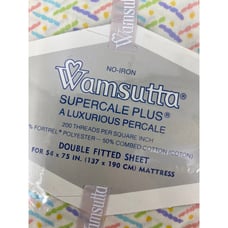 NO-IRON
Wamsutta®
SUPERCALE PLUS®
A LUXURIOUS PERCALE
200 THREADS PER SQUARE INCH
% FORTREL® POLYESTER — 50% COMBED COTTON (COTON)
DOUBLE FITTED SHEET
FOR 54 x 75 IN. (137 x 190 CM) MATTRESS